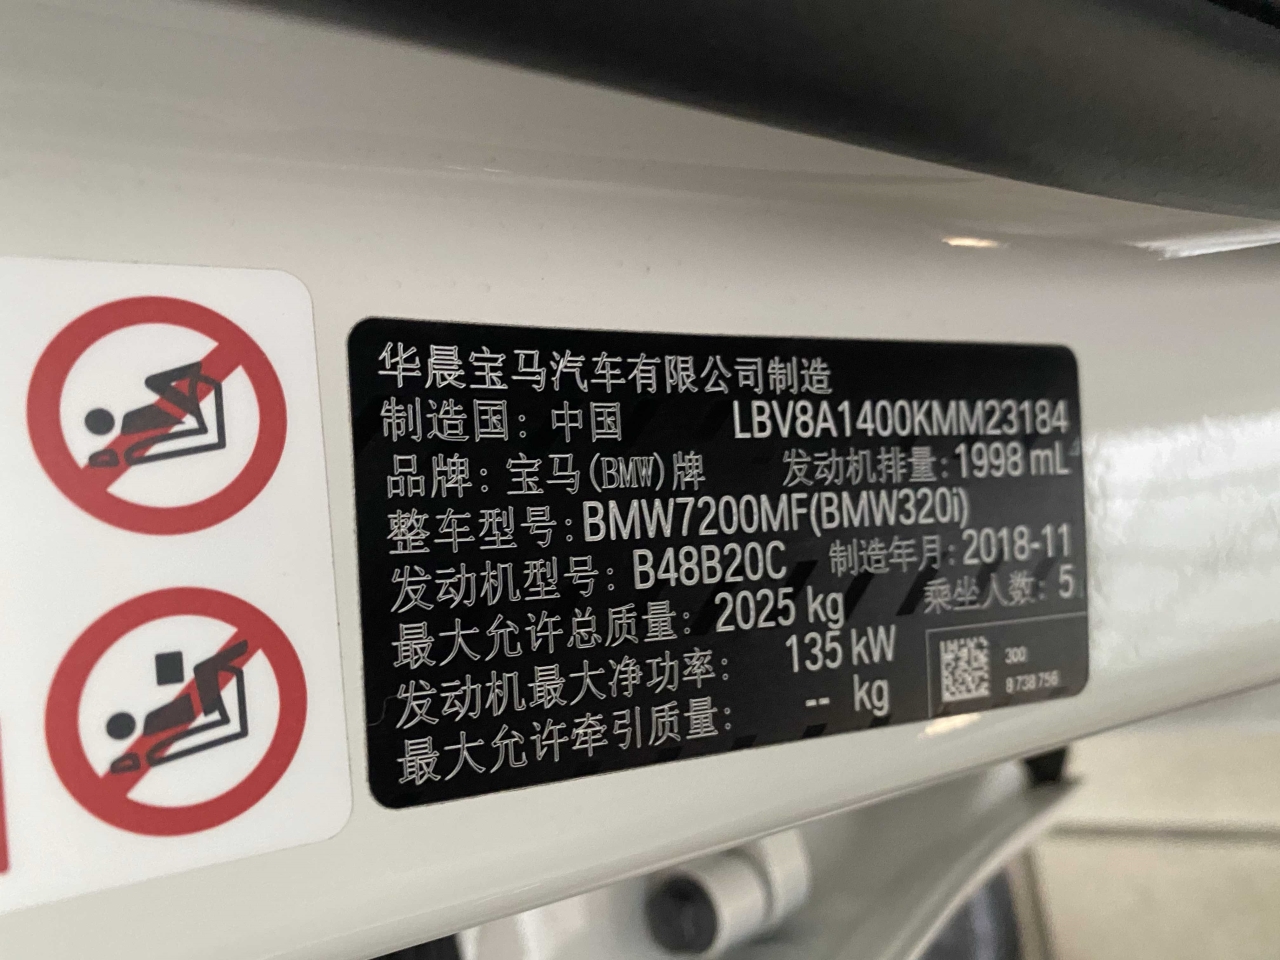 华晨宝马汽车有限公司制造
制造国：中国 LBV8A1400KMM23184
品牌：宝马(BMW)牌 发动机排量：1998 mL
整车型号：BMW7200MF(BMW320i)
发动机型号：B48B20C 制造年月：2018-11
最大允许总质量：2025 kg 乘坐人数：5
发动机最大净功率：135 kW
最大允许牵引质量：-- kg
300
9 738 756